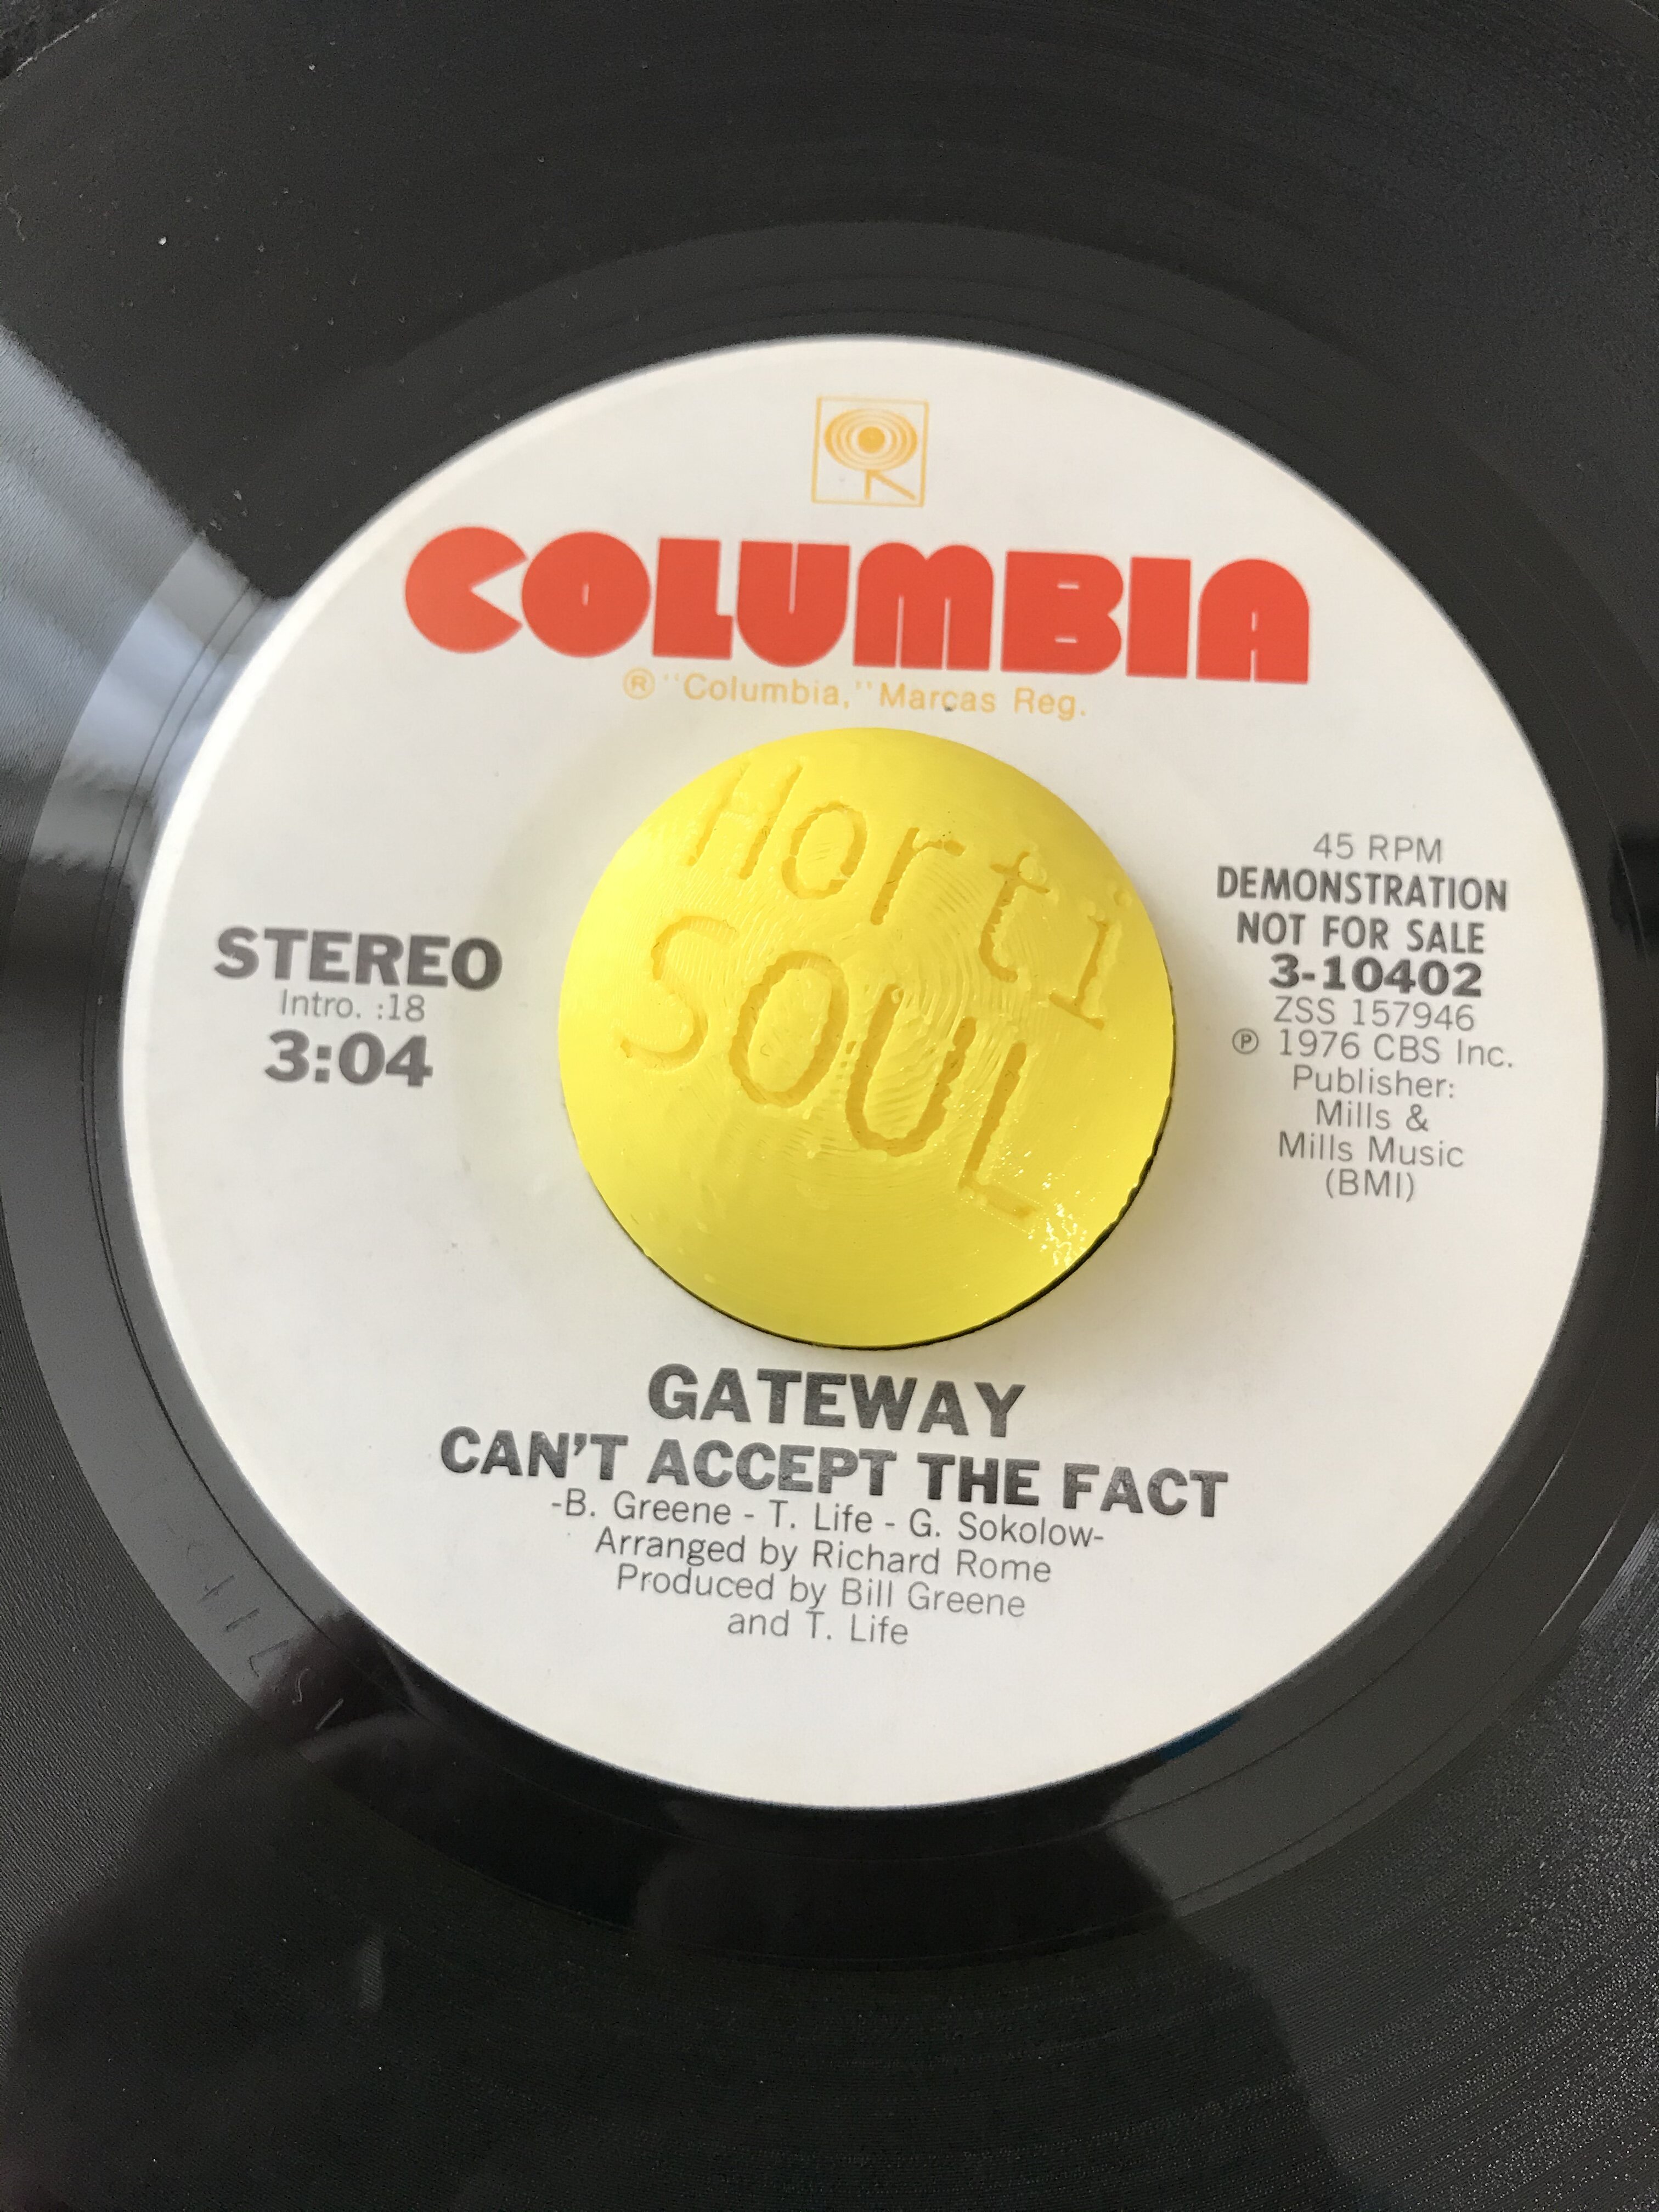 COLUMBIA
® "Columbia," Marcas Reg.
Horti
SOUL
STEREO
Intro. :18
3:04
45 RPM
DEMONSTRATION
NOT FOR SALE
3-10402
ZSS 157946
℗ 1976 CBS Inc.
Publisher:
Mills &
Mills Music
(BMI)
GATEWAY
CAN'T ACCEPT THE FACT
-B. Greene - T. Life - G. Sokolow-
Arranged by Richard Rome
Produced by Bill Greene
and T. Life